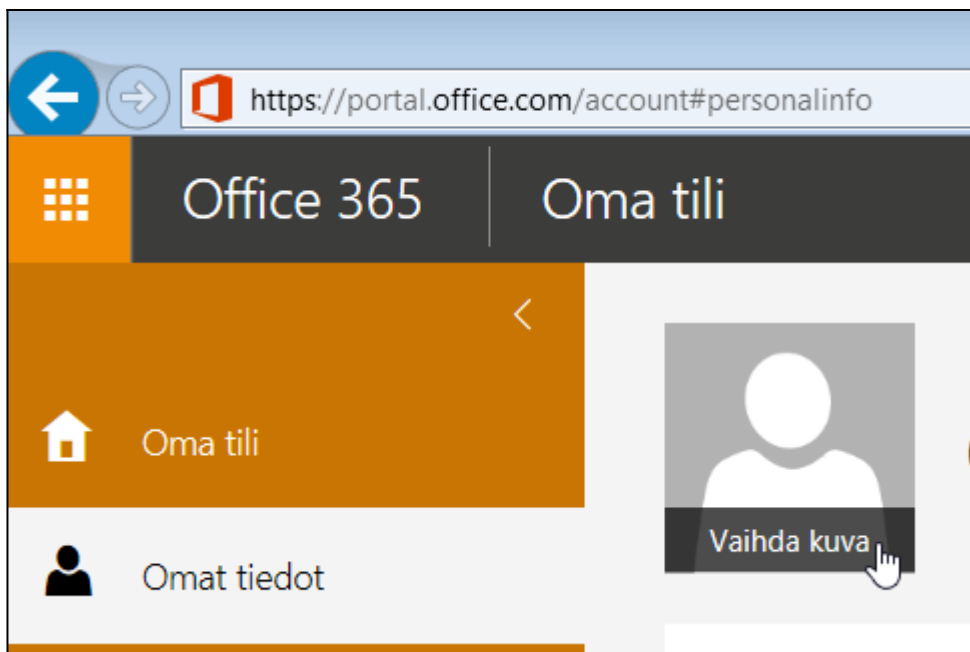 https://portal.office.com/account#personalinfo
Office 365
Oma tili
Oma tili
Vaihda kuva
Omat tiedot